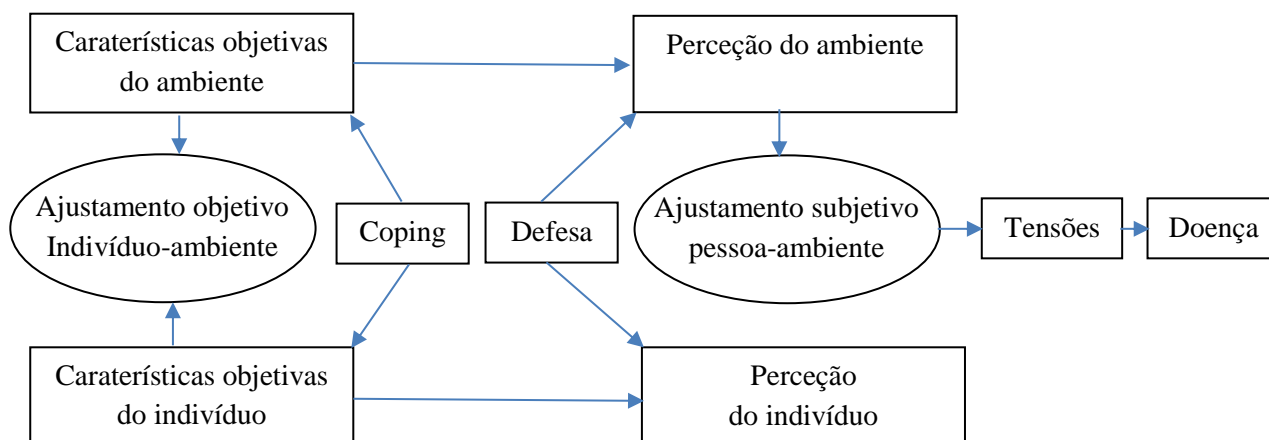 Caraterísticas objetivas
do ambiente
Perceção do ambiente
Ajustamento objetivo
Indivíduo-ambiente
Coping
Defesa
Ajustamento subjetivo
pessoa-ambiente
Tensões
Doença
Caraterísticas objetivas
do indivíduo
Perceção
do indivíduo